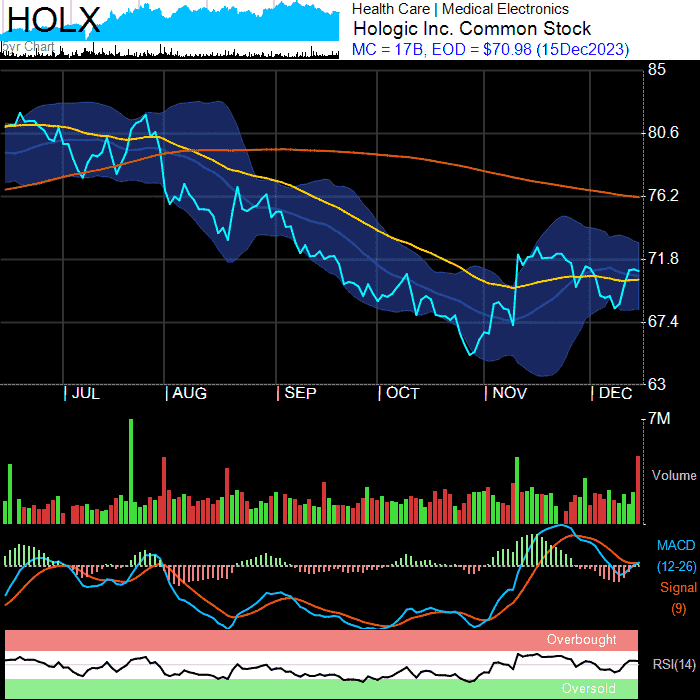 HOLX
5yr Chart
Health Care | Medical Electronics
Hologic Inc. Common Stock
MC = 17B, EOD = $70.98 (15Dec2023)
85
80.6
76.2
71.8
67.4
63
| JUL | AUG | SEP | OCT | NOV | DEC
7M
Volume
MACD
(12-26)
Signal
(9)
Overbought
RSI(14)
Oversold